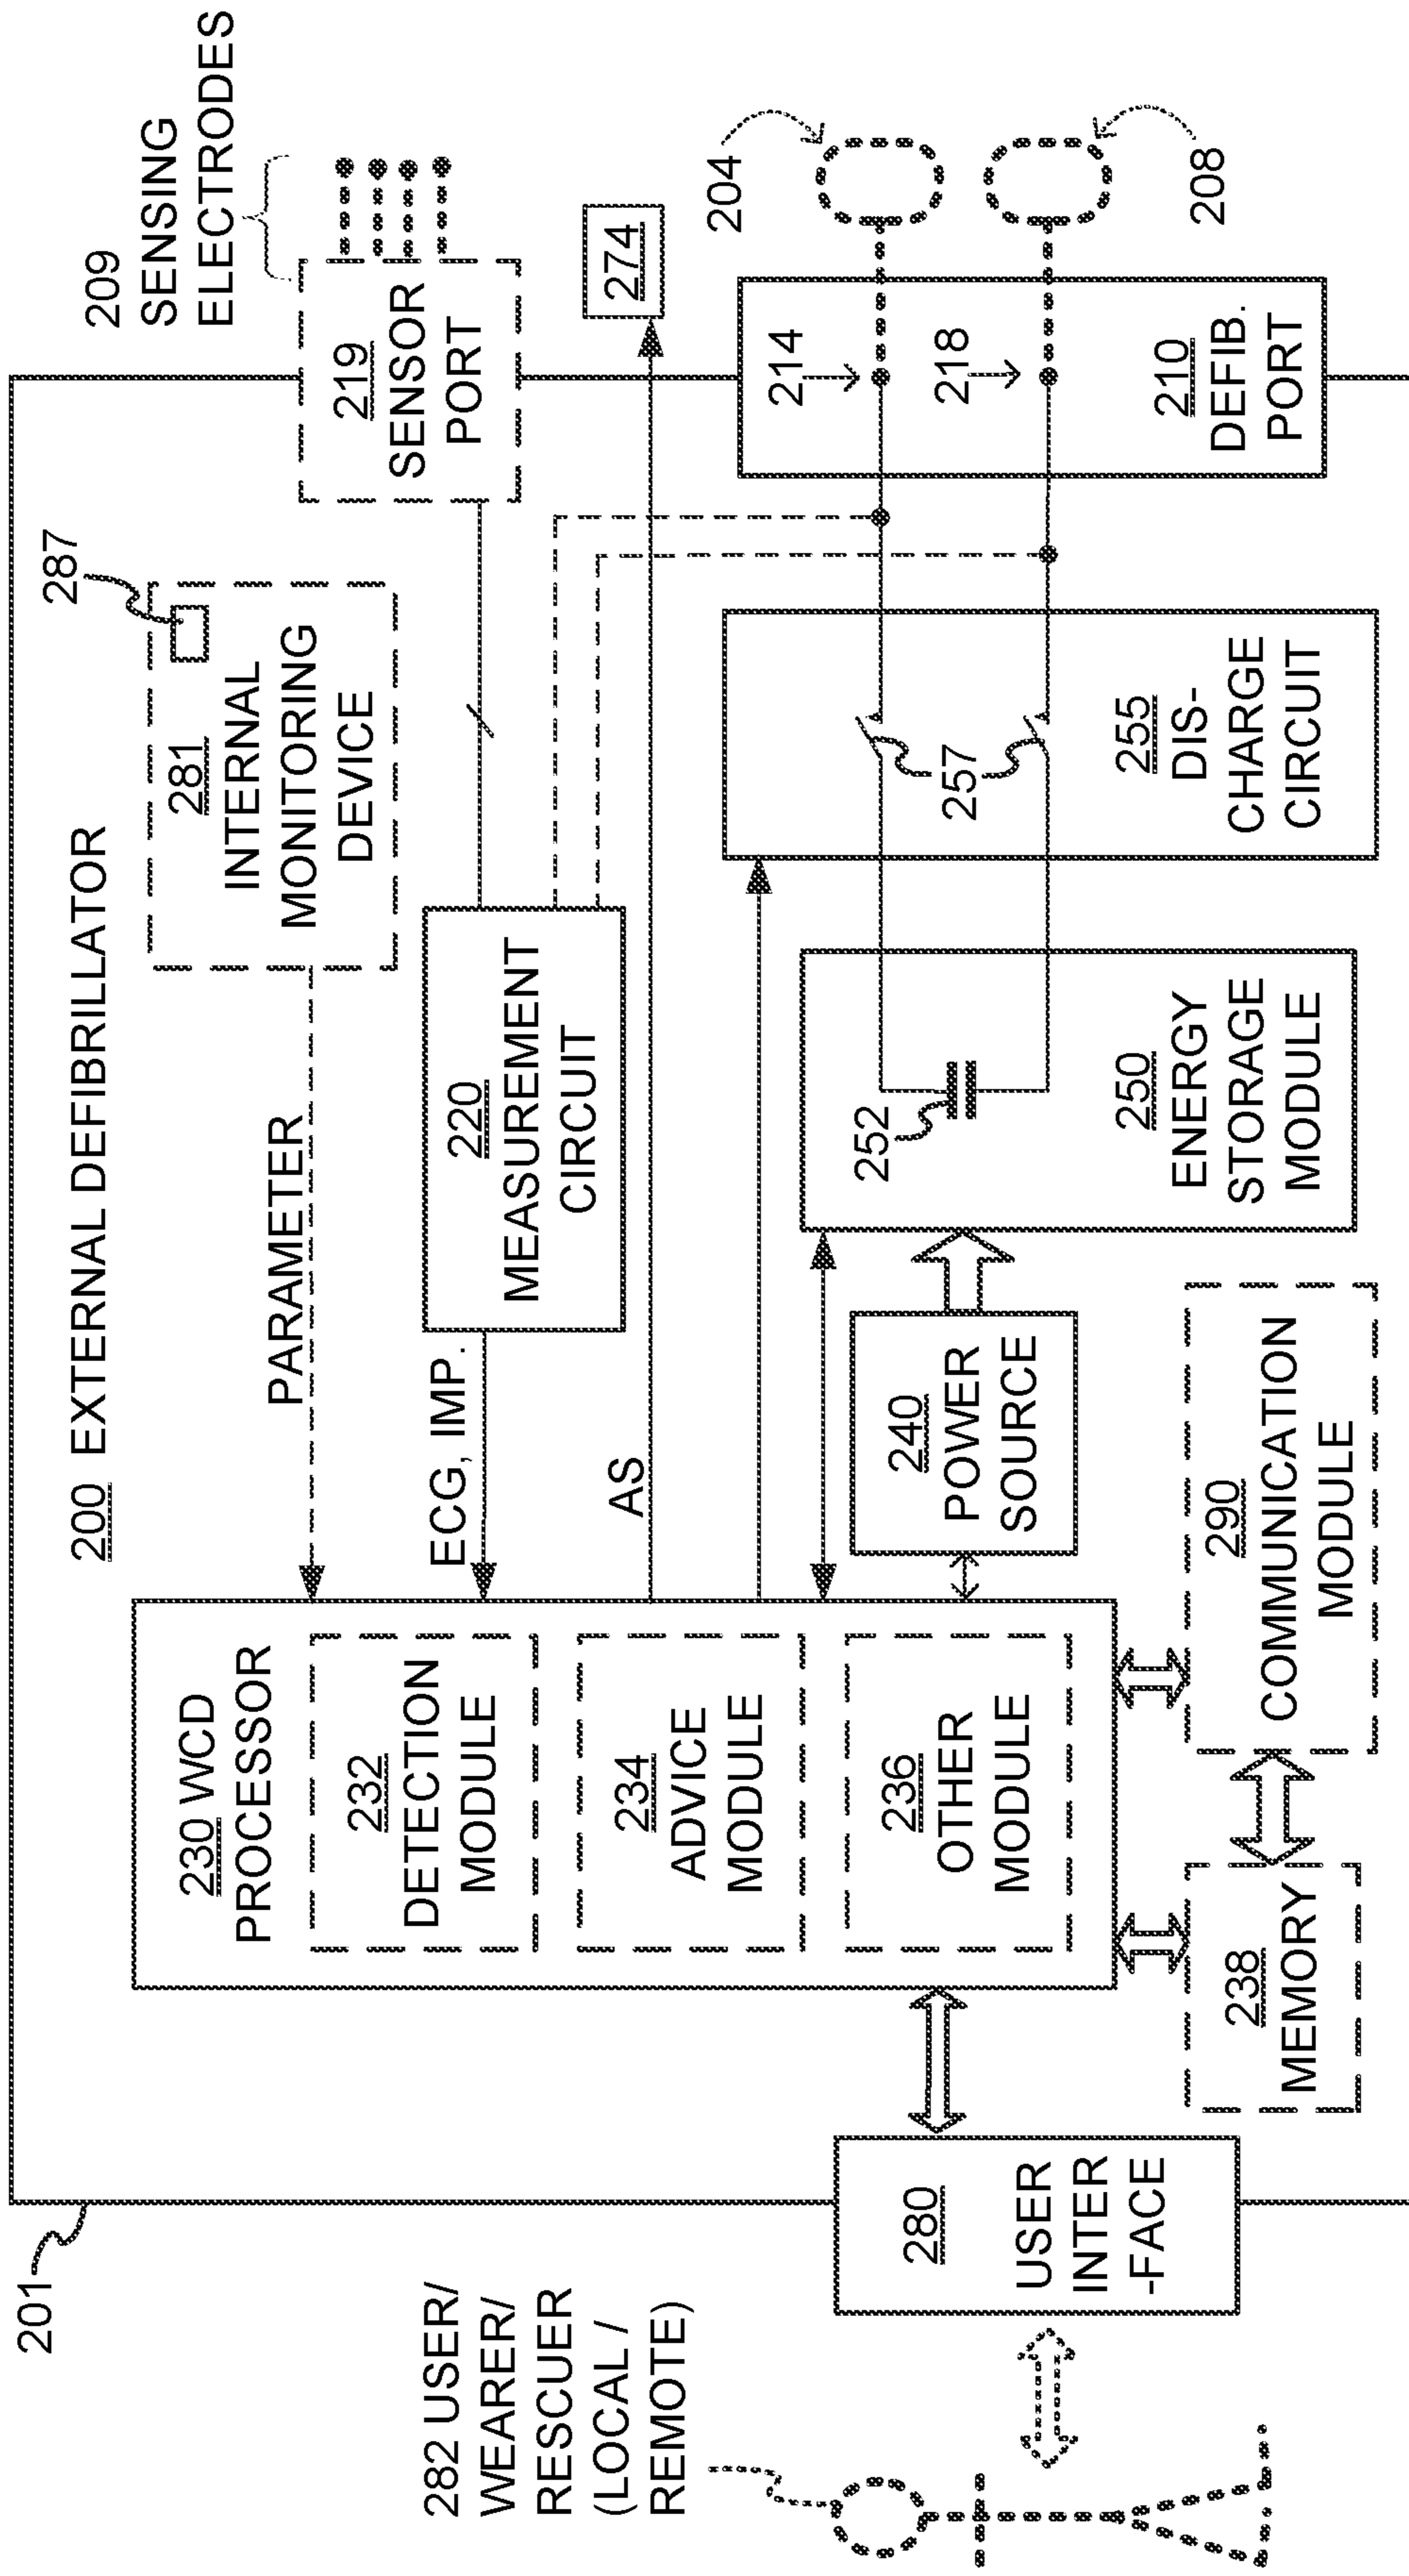 200 EXTERNAL DEFIBRILLATOR
201
282 USER/
WEARER/
RESCUER
(LOCAL /
REMOTE)
280
USER
INTER
-FACE
230 WCD
PROCESSOR
232
DETECTION
MODULE
234
ADVICE
MODULE
236
OTHER
MODULE
238
MEMORY
290
COMMUNICATION
MODULE
PARAMETER
ECG, IMP.
AS
240
POWER
SOURCE
220
MEASUREMENT
CIRCUIT
252
250
ENERGY
STORAGE
MODULE
287
281
INTERNAL
MONITORING
DEVICE
257
255
DIS-
CHARGE
CIRCUIT
209
SENSING
ELECTRODES
219
SENSOR
PORT
274
214
218
210
DEFIB.
PORT
204
208